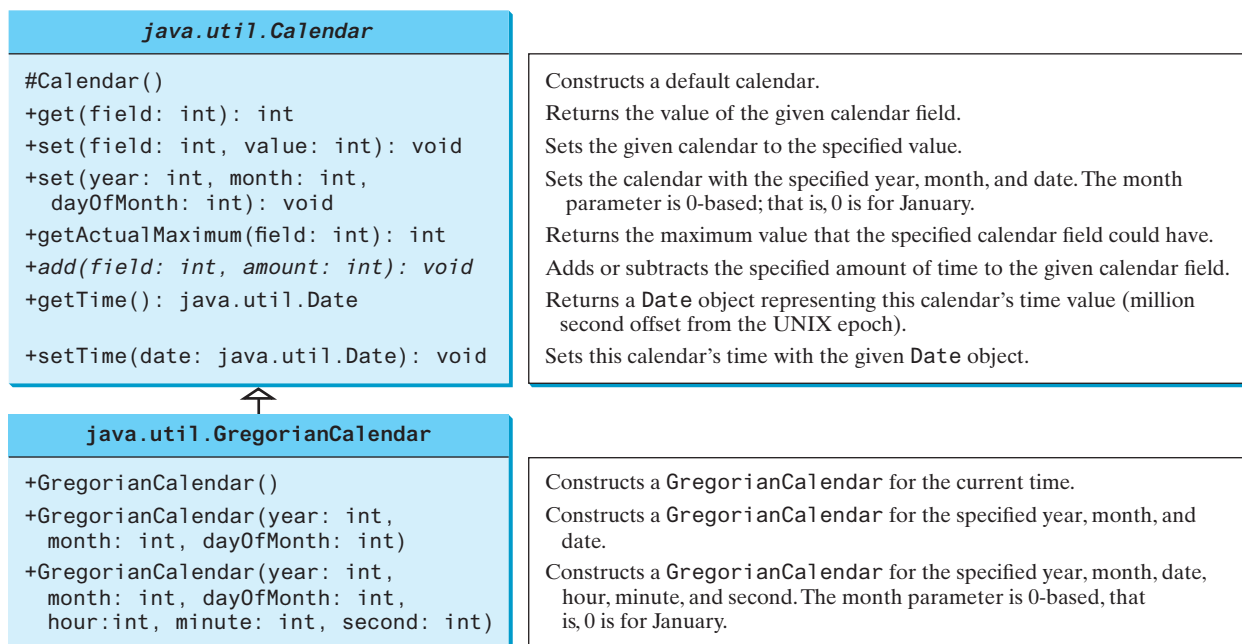 java.util.Calendar
#Calendar()
Constructs a default calendar.
+get(field: int): int
Returns the value of the given calendar field.
+set(field: int, value: int): void
Sets the given calendar to the specified value.
+set(year: int, month: int,
dayOfMonth: int): void
Sets the calendar with the specified year, month, and date. The month
parameter is 0-based; that is, 0 is for January.
+getActualMaximum(field: int): int
Returns the maximum value that the specified calendar field could have.
+add(field: int, amount: int): void
Adds or subtracts the specified amount of time to the given calendar field.
+getTime(): java.util.Date
Returns a Date object representing this calendar's time value (million
second offset from the UNIX epoch).
+setTime(date: java.util.Date): void
Sets this calendar's time with the given Date object.
java.util.GregorianCalendar
+GregorianCalendar()
Constructs a GregorianCalendar for the current time.
+GregorianCalendar(year: int,
month: int, dayOfMonth: int)
Constructs a GregorianCalendar for the specified year, month, and
date.
+GregorianCalendar(year: int,
month: int, dayOfMonth: int,
hour:int, minute: int, second: int)
Constructs a GregorianCalendar for the specified year, month, date,
hour, minute, and second. The month parameter is 0-based, that
is, 0 is for January.